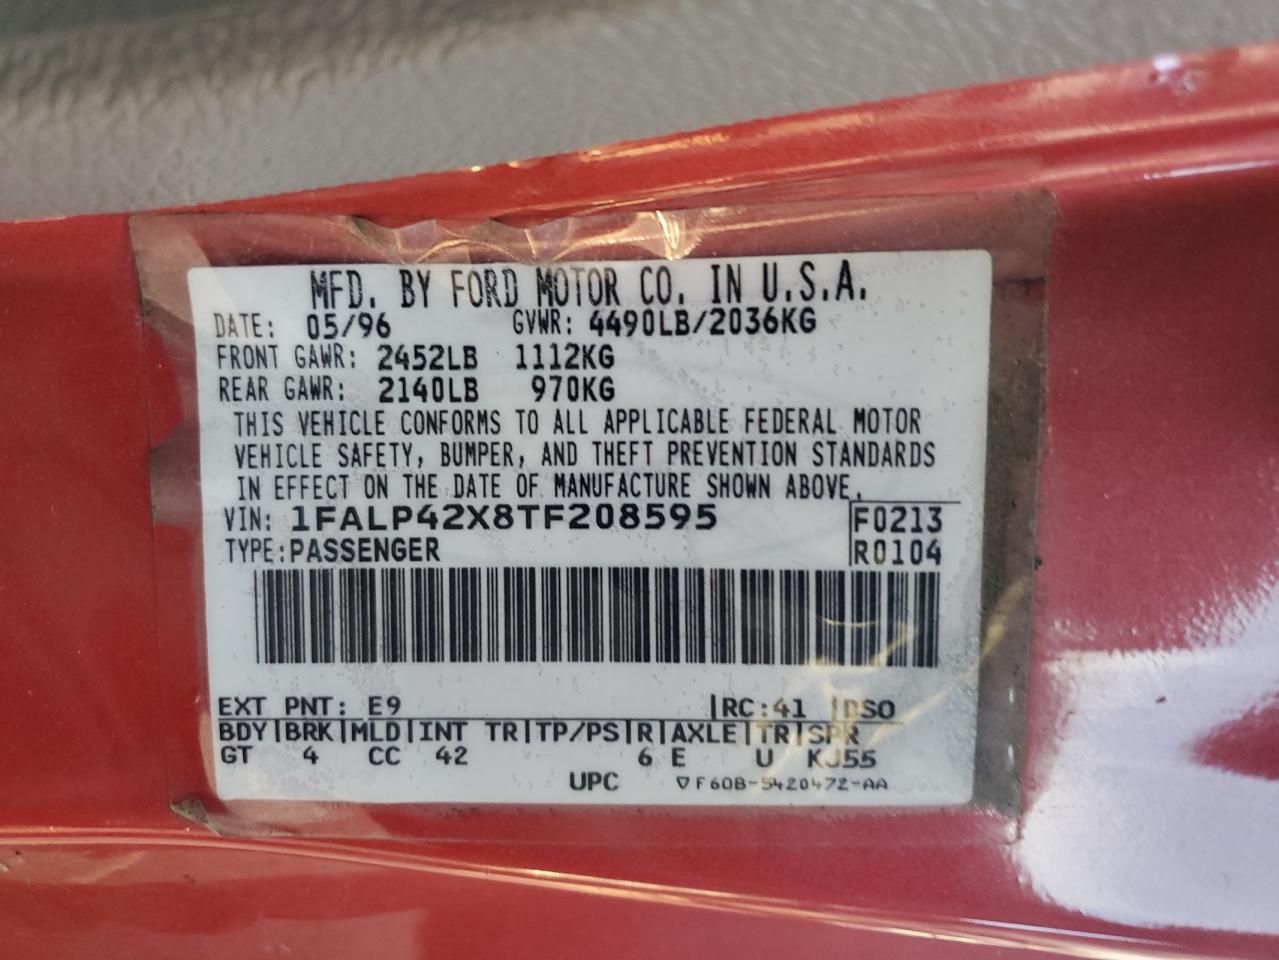 MFD. BY FORD MOTOR CO. IN U.S.A.
DATE: 05/96 GVWR: 4490LB/2036KG
FRONT GAWR: 2452LB 1112KG
REAR GAWR: 2140LB 970KG
THIS VEHICLE CONFORMS TO ALL APPLICABLE FEDERAL MOTOR
VEHICLE SAFETY, BUMPER, AND THEFT PREVENTION STANDARDS
IN EFFECT ON THE DATE OF MANUFACTURE SHOWN ABOVE.
VIN: 1FALP42X8TF208595 F0213
TYPE:PASSENGER R0104
EXT PNT: E9 |RC:41 |DSO
BDY|BRK|MLD|INT TR|TP/PS|R|AXLE|TR|SPR
GT 4 CC 42 6 E U KJ55
UPC ▽F60B-5420472-AA